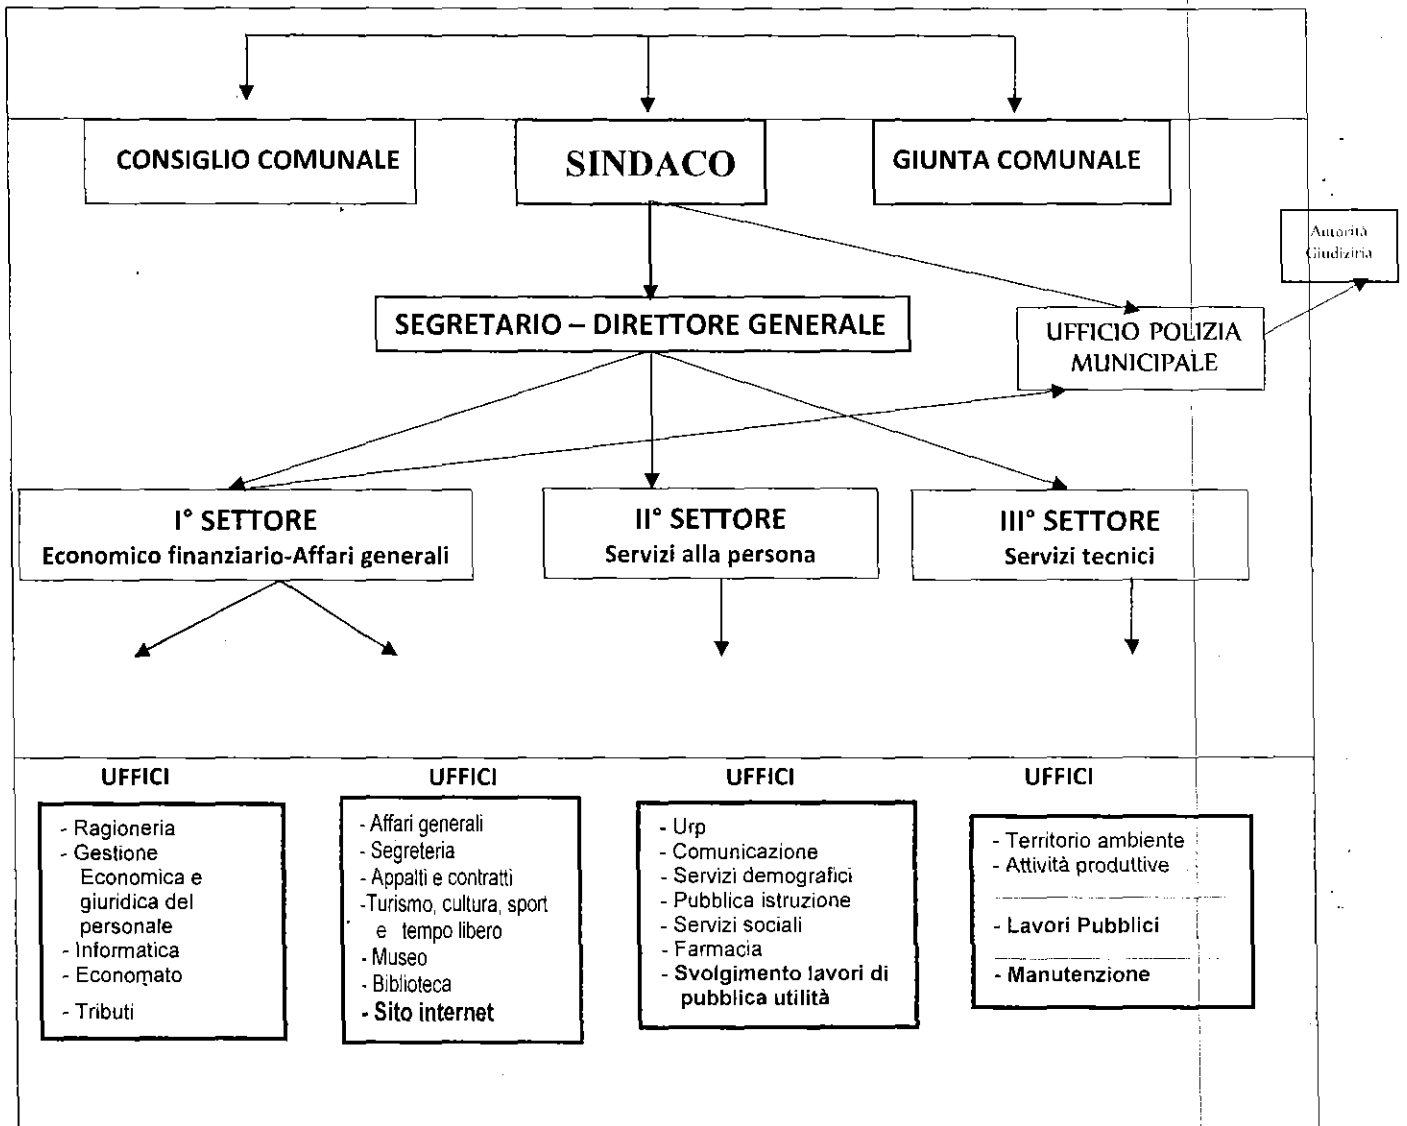 CONSIGLIO COMUNALE
SINDACO
GIUNTA COMUNALE
Autorità
Giudiziria
SEGRETARIO – DIRETTORE GENERALE
UFFICIO POLIZIA
MUNICIPALE
I° SETTORE
Economico finanziario-Affari generali
II° SETTORE
Servizi alla persona
III° SETTORE
Servizi tecnici
UFFICI
- Ragioneria
- Gestione
Economica e
giuridica del
personale
- Informatica
- Economato
- Tributi
UFFICI
- Affari generali
- Segreteria
- Appalti e contratti
-Turismo, cultura, sport
e tempo libero
- Museo
- Biblioteca
- Sito internet
UFFICI
- Urp
- Comunicazione
- Servizi demografici
- Pubblica istruzione
- Servizi sociali
- Farmacia
- Svolgimento lavori di
pubblica utilità
UFFICI
- Territorio ambiente
- Attività produttive
- Lavori Pubblici
- Manutenzione